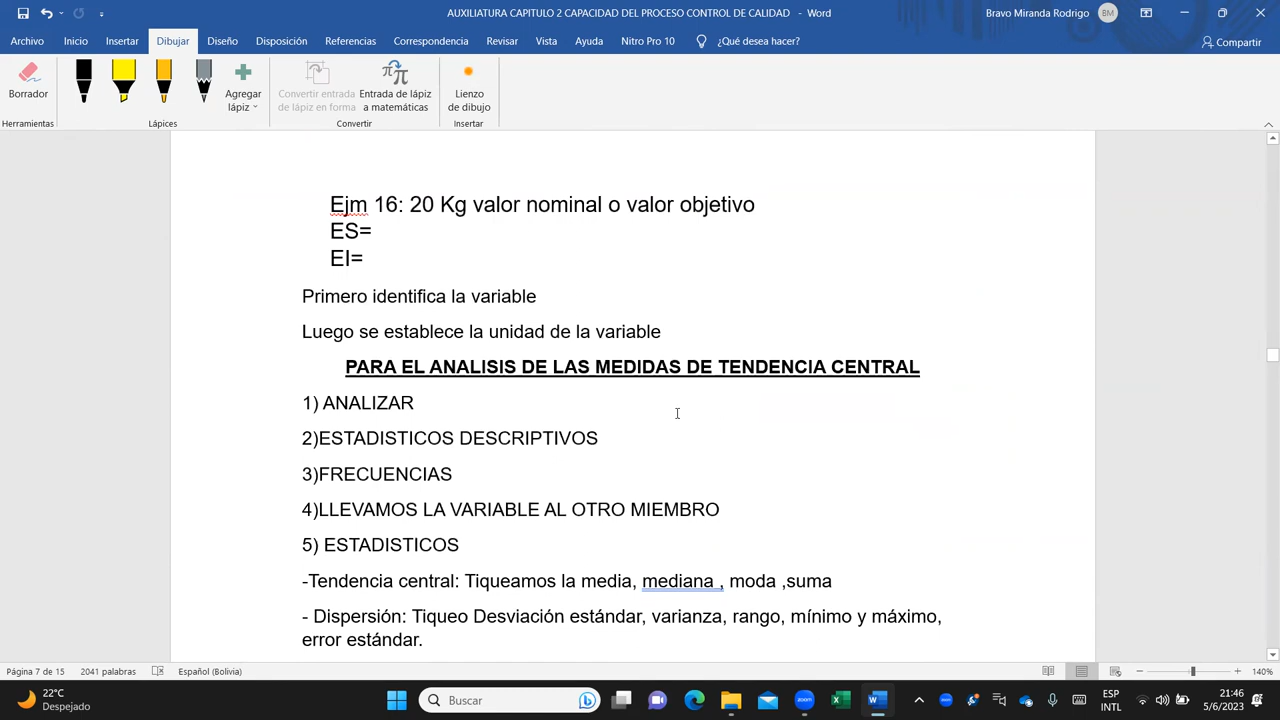 AUXILIATURA CAPITULO 2 CAPACIDAD DEL PROCESO CONTROL DE CALIDAD - Word
Bravo Miranda Rodrigo BM
Archivo Inicio Insertar Dibujar Diseño Disposición Referencias Correspondencia Revisar Vista Ayuda Nitro Pro 10 ¿Qué desea hacer? Compartir
Borrador
Agregar lápiz
Convertir entrada de lápiz en forma
Entrada de lápiz a matemáticas
Lienzo de dibujo
Herramientas Lápices Convertir Insertar
Ejm 16: 20 Kg valor nominal o valor objetivo
ES=
EI=
Primero identifica la variable
Luego se establece la unidad de la variable
PARA EL ANALISIS DE LAS MEDIDAS DE TENDENCIA CENTRAL
1) ANALIZAR
2)ESTADISTICOS DESCRIPTIVOS
3)FRECUENCIAS
4)LLEVAMOS LA VARIABLE AL OTRO MIEMBRO
5) ESTADISTICOS
-Tendencia central: Tiqueamos la media, mediana , moda ,suma
- Dispersión: Tiqueo Desviación estándar, varianza, rango, mínimo y máximo,
error estándar.
Página 7 de 15 2041 palabras Español (Bolivia) 140%
22°C
Despejado
Buscar
ESP
INTL
21:46
5/6/2023